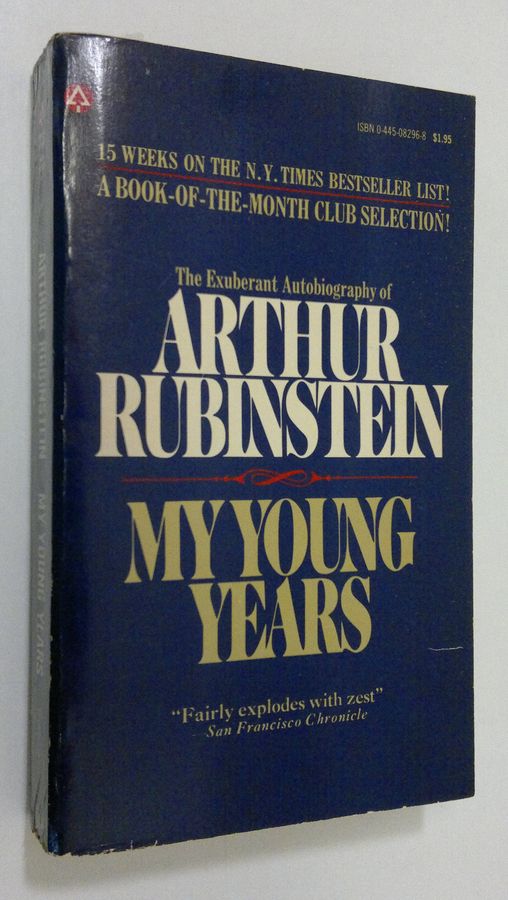 ISBN 0-445-08296-8 $1.95
15 WEEKS ON THE N.Y. TIMES BESTSELLER LIST!
A BOOK-OF-THE-MONTH CLUB SELECTION!
The Exuberant Autobiography of
ARTHUR
RUBINSTEIN
MY YOUNG
YEARS
"Fairly explodes with zest"
San Francisco Chronicle
ARTHUR RUBINSTEIN MY YOUNG YEARS